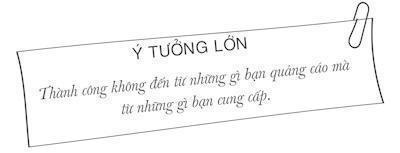 Ý TƯỞNG LỚN
Thành công không đến từ những gì bạn quảng cáo mà
từ những gì bạn cung cấp.